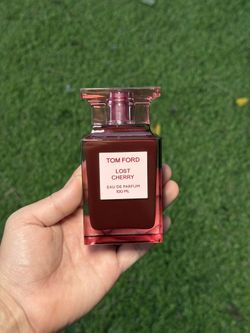 TOM FORD
LOST
CHERRY
EAU DE PARFUM
100 ML